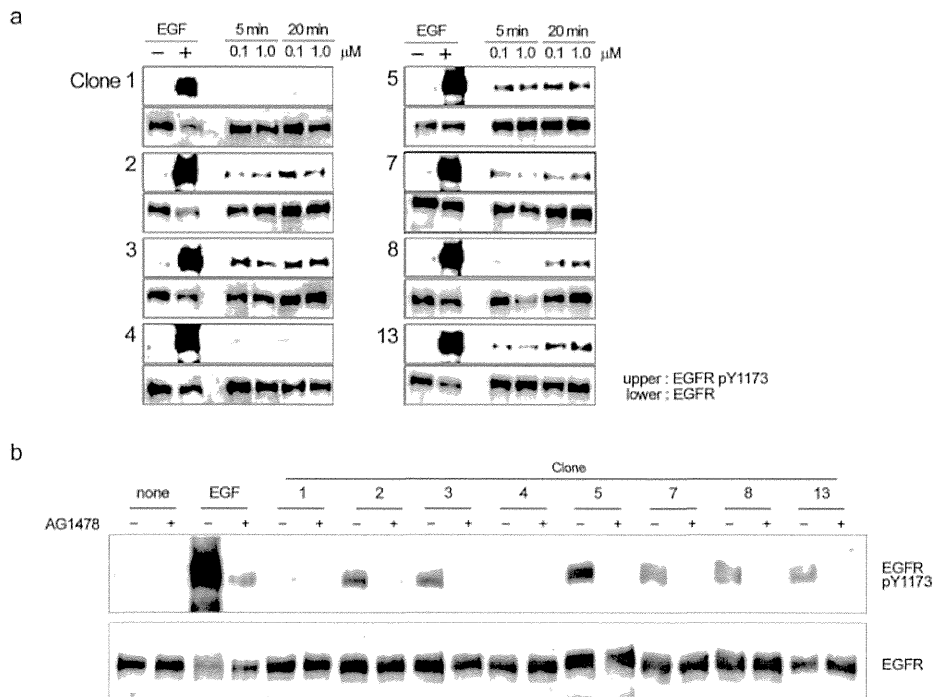 a
EGF 5 min 20 min
− + 0.1 1.0 0.1 1.0 μM
EGF 5 min 20 min
− + 0.1 1.0 0.1 1.0 μM
Clone 1
2
3
4
5
7
8
13
upper : EGFR pY1173
lower : EGFR
b
Clone
none EGF 1 2 3 4 5 7 8 13
AG1478 − + − + − + − + − + − + − + − + − + − +
EGFR
pY1173
EGFR